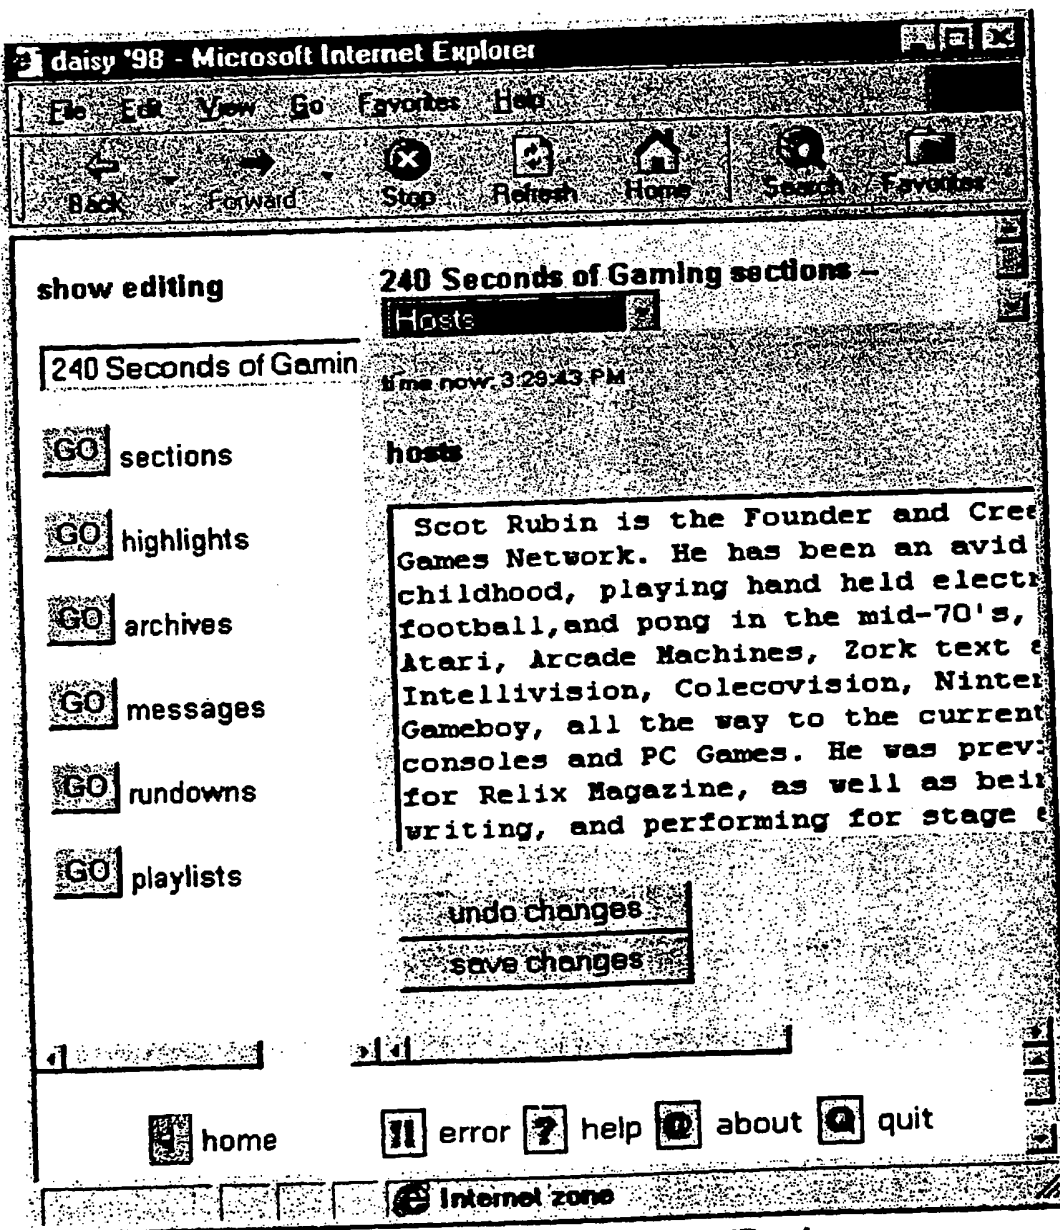 daisy '98 - Microsoft Internet Explorer
File Edit View Go Favorites Help
Back Forward Stop Refresh Home Search Favorites
show editing
240 Seconds of Gamin
GO sections
GO highlights
GO archives
GO messages
GO rundowns
GO playlists
240 Seconds of Gaming sections –
Hosts
time now: 3:29:43 PM
hosts
Scot Rubin is the Founder and Crea
Games Network. He has been an avid
childhood, playing hand held electr
football,and pong in the mid-70's,
Atari, Arcade Machines, Zork text a
Intellivision, Colecovision, Ninten
Gameboy, all the way to the current
consoles and PC Games. He was previ
for Relix Magazine, as well as bein
writing, and performing for stage
undo changes
save changes
home !! error ? help @ about Q quit
Internet zone